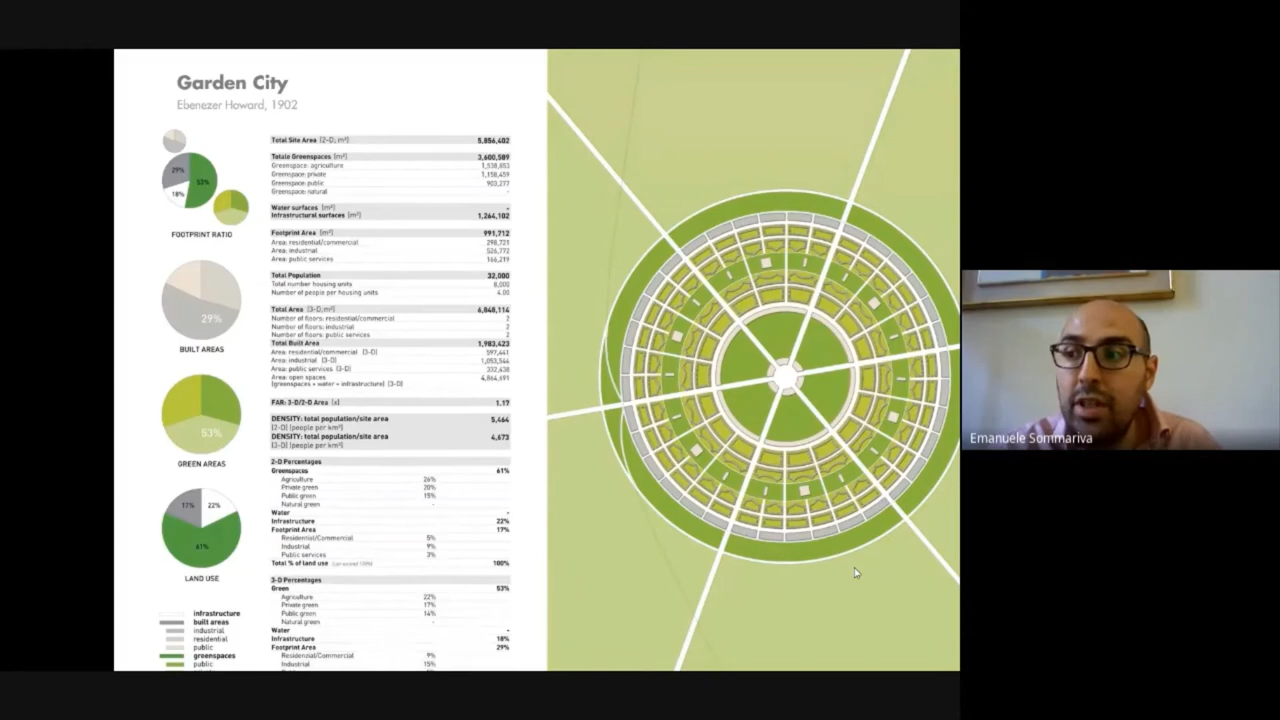 Garden City
Ebenezer Howard, 1902
29%
53%
18%
FOOTPRINT RATIO
29%
BUILT AREAS
53%
GREEN AREAS
17%
22%
61%
LAND USE
infrastructure
built areas
industrial
residential
public
greenspaces
public
Total Site Area (2-D; m²) 5,856,402
Totale Greenspaces (m²) 3,600,589
Greenspace: agriculture 1,538,853
Greenspace: private 1,158,459
Greenspace: public 903,277
Greenspace: natural -
Water surfaces (m²) -
Infrastructural surfaces (m²) 1,264,102
Footprint Area (m²) 991,712
Area: residential/commercial 298,721
Area: industrial 526,772
Area: public services 166,219
Total Population 32,000
Total number housing units 8,000
Number of people per housing units 4.00
Total Area (3-D; m²) 6,848,114
Number of floors: residential/commercial 2
Number of floors: industrial 2
Number of floors: public services 2
Total Built Area 1,983,423
Area: residential/commercial (3-D) 597,441
Area: industrial (3-D) 1,053,544
Area: public services (3-D) 332,438
Area: open spaces 4,864,691
(greenspaces + water + infrastructure) (3-D)
FAR: 3-D/2-D Area (x) 1.17
DENSITY: total population/site area 5,464
(2-D) (people per km²)
DENSITY: total population/site area 4,673
(3-D) (people per km²)
2-D Percentages
Greenspaces 61%
Agriculture 26%
Private green 20%
Public green 15%
Natural green -
Water -
Infrastructure 22%
Footprint Area 17%
Residential/Commercial 5%
Industrial 9%
Public services 3%
Total % of land use 100%
3-D Percentages
Green 53%
Agriculture 22%
Private green 17%
Public green 14%
Natural green -
Water -
Infrastructure 18%
Footprint Area 29%
Residenzial/Commercial 9%
Industrial 15%
Emanuele Sommariva